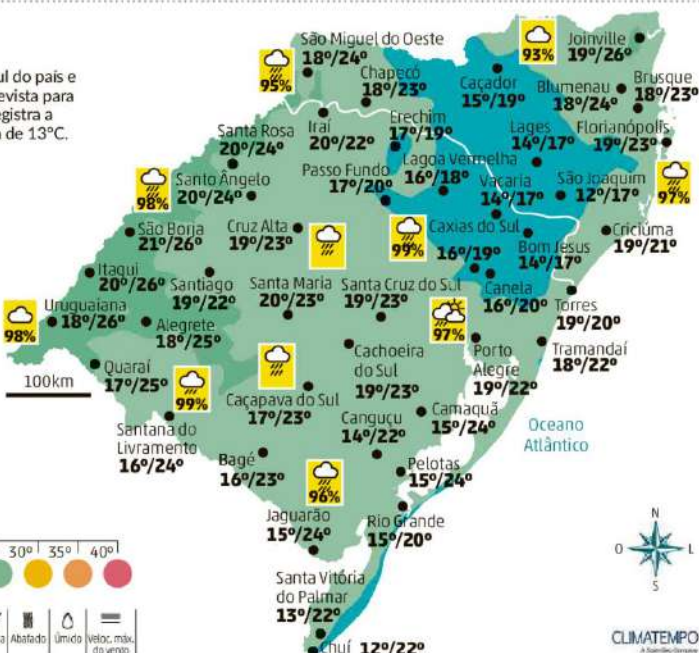 ul do país e
evista para
egistra a
de 13°C.
São Miguel do Oeste
18°/24°
95%
Chapecó
18°/23°
93%
Joinville
19°/26°
Caçador
15°/19°
Blumenau
18°/24°
Brusque
18°/23°
Iraí
20°/22°
Erechim
17°/19°
Lages
14°/17°
Florianópolis
19°/23°
97%
Santa Rosa
20°/24°
Passo Fundo
17°/20°
Lagoa Vermelha
16°/18°
Vacaria
14°/17°
São Joaquim
12°/17°
98%
Santo Ângelo
20°/24°
São Borja
21°/26°
Cruz Alta
19°/23°
99%
Caxias do Sul
16°/19°
Bom Jesus
14°/17°
Criciúma
19°/21°
Itaqui
20°/26°
Santiago
19°/22°
Santa Maria
20°/23°
Santa Cruz do Sul
19°/23°
Canela
16°/20°
Torres
19°/20°
98%
Uruguaiana
18°/26°
Alegrete
18°/25°
97%
Cachoeira
do Sul
19°/23°
Porto
Alegre
19°/22°
Tramandaí
18°/22°
Quaraí
17°/25°
100km
99%
Caçapava do Sul
17°/23°
Camaquã
15°/24°
Oceano
Atlântico
Santana do
Livramento
16°/24°
Canguçu
14°/22°
Bagé
16°/23°
96%
Pelotas
15°/24°
Jaguarão
15°/24°
Rio Grande
15°/20°
N
O L
S
30° 35° 40°
Santa Vitória
do Palmar
13°/22°
Abafado
Úmido
Veloc. máx.
do vento
Chuí 12°/22°
CLIMATEMPO